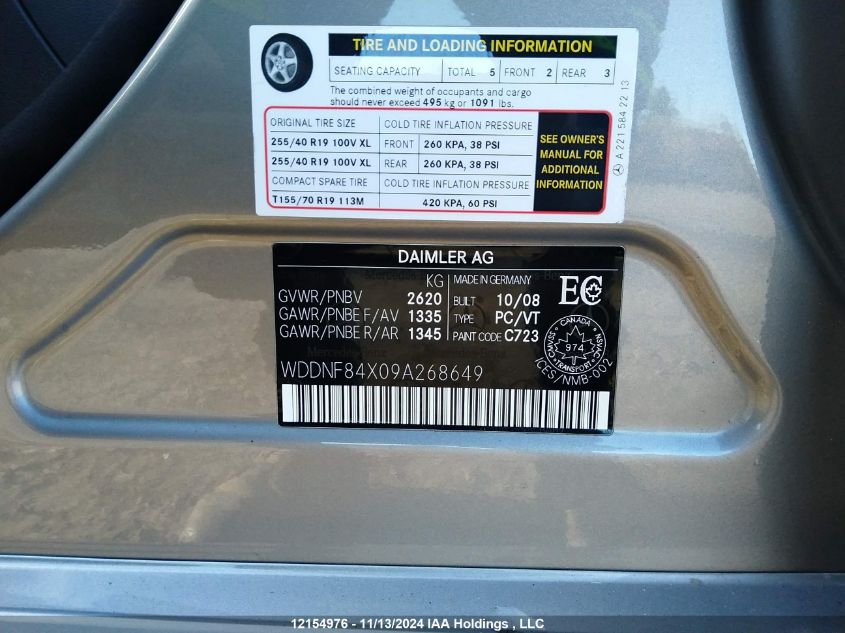 TIRE AND LOADING INFORMATION
SEATING CAPACITY TOTAL 5 FRONT 2 REAR 3
The combined weight of occupants and cargo
should never exceed 495 kg or 1091 lbs.
ORIGINAL TIRE SIZE COLD TIRE INFLATION PRESSURE
255/40 R19 100V XL FRONT 260 KPA, 38 PSI
255/40 R19 100V XL REAR 260 KPA, 38 PSI
COMPACT SPARE TIRE COLD TIRE INFLATION PRESSURE
T155/70 R19 113M 420 KPA, 60 PSI
SEE OWNER'S
MANUAL FOR
ADDITIONAL
INFORMATION
A 221 584 22 13
DAIMLER AG
KG MADE IN GERMANY
GVWR/PNBV 2620 BUILT 10/08
GAWR/PNBE F/AV 1335 TYPE PC/VT
GAWR/PNBE R/AR 1345 PAINT CODE C723
EC
CANADA
974
TRANSPORT
CMVSS
NSVAC
ICES/NMB-002
WDDNF84X09A268649
12154976 - 11/13/2024 IAA Holdings , LLC